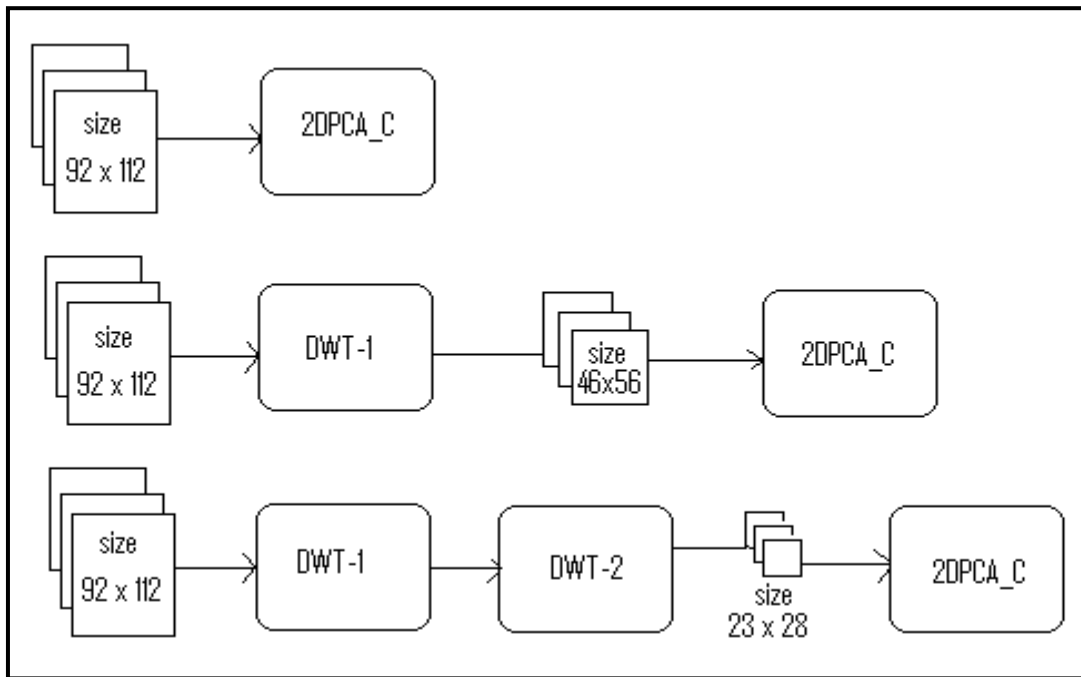 size
92 x 112
2DPCA_C
size
92 x 112
DWT-1
size
46x56
2DPCA_C
size
92 x 112
DWT-1
DWT-2
size
23 x 28
2DPCA_C